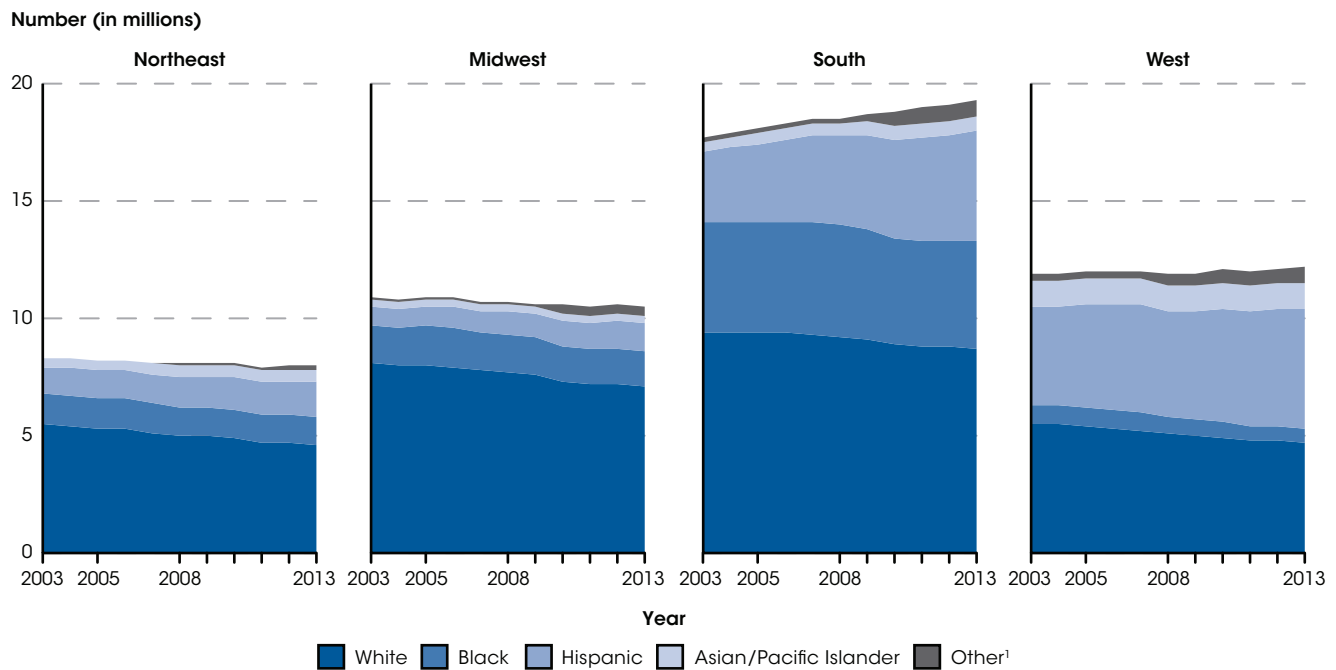 Number (in millions)
Northeast Midwest South West
20
15
10
5
0
2003 2005 2008 2013 2003 2005 2008 2013 2003 2005 2008 2013 2003 2005 2008 2013
Year
White Black Hispanic Asian/Pacific Islander Other¹